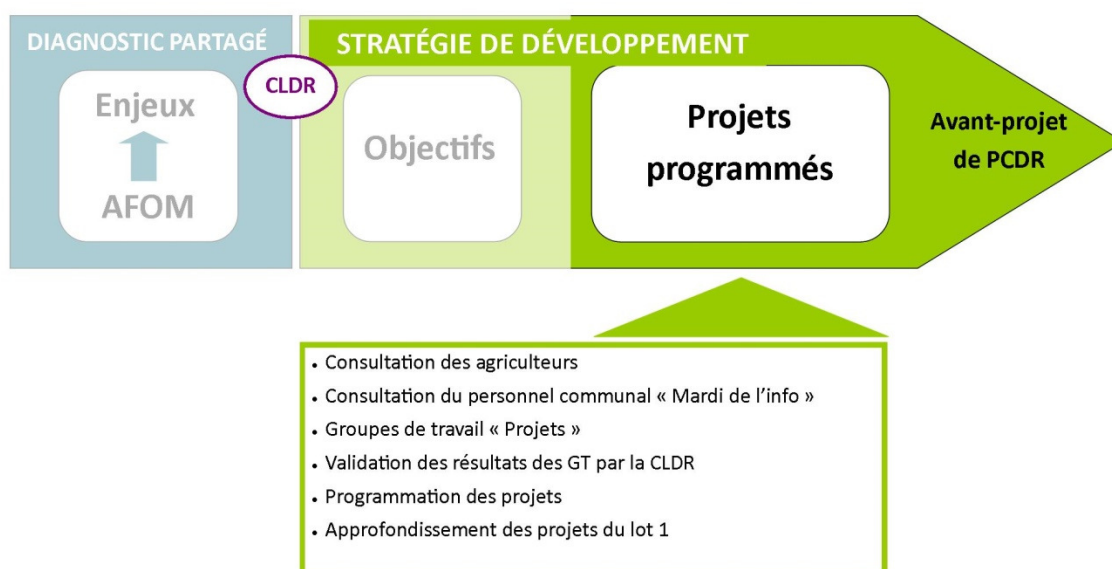 DIAGNOSTIC PARTAGÉ
Enjeux
AFOM
CLDR
STRATÉGIE DE DÉVELOPPEMENT
Objectifs
Projets
programmés
Avant-projet
de PCDR
• Consultation des agriculteurs
• Consultation du personnel communal « Mardi de l’info »
• Groupes de travail « Projets »
• Validation des résultats des GT par la CLDR
• Programmation des projets
• Approfondissement des projets du lot 1